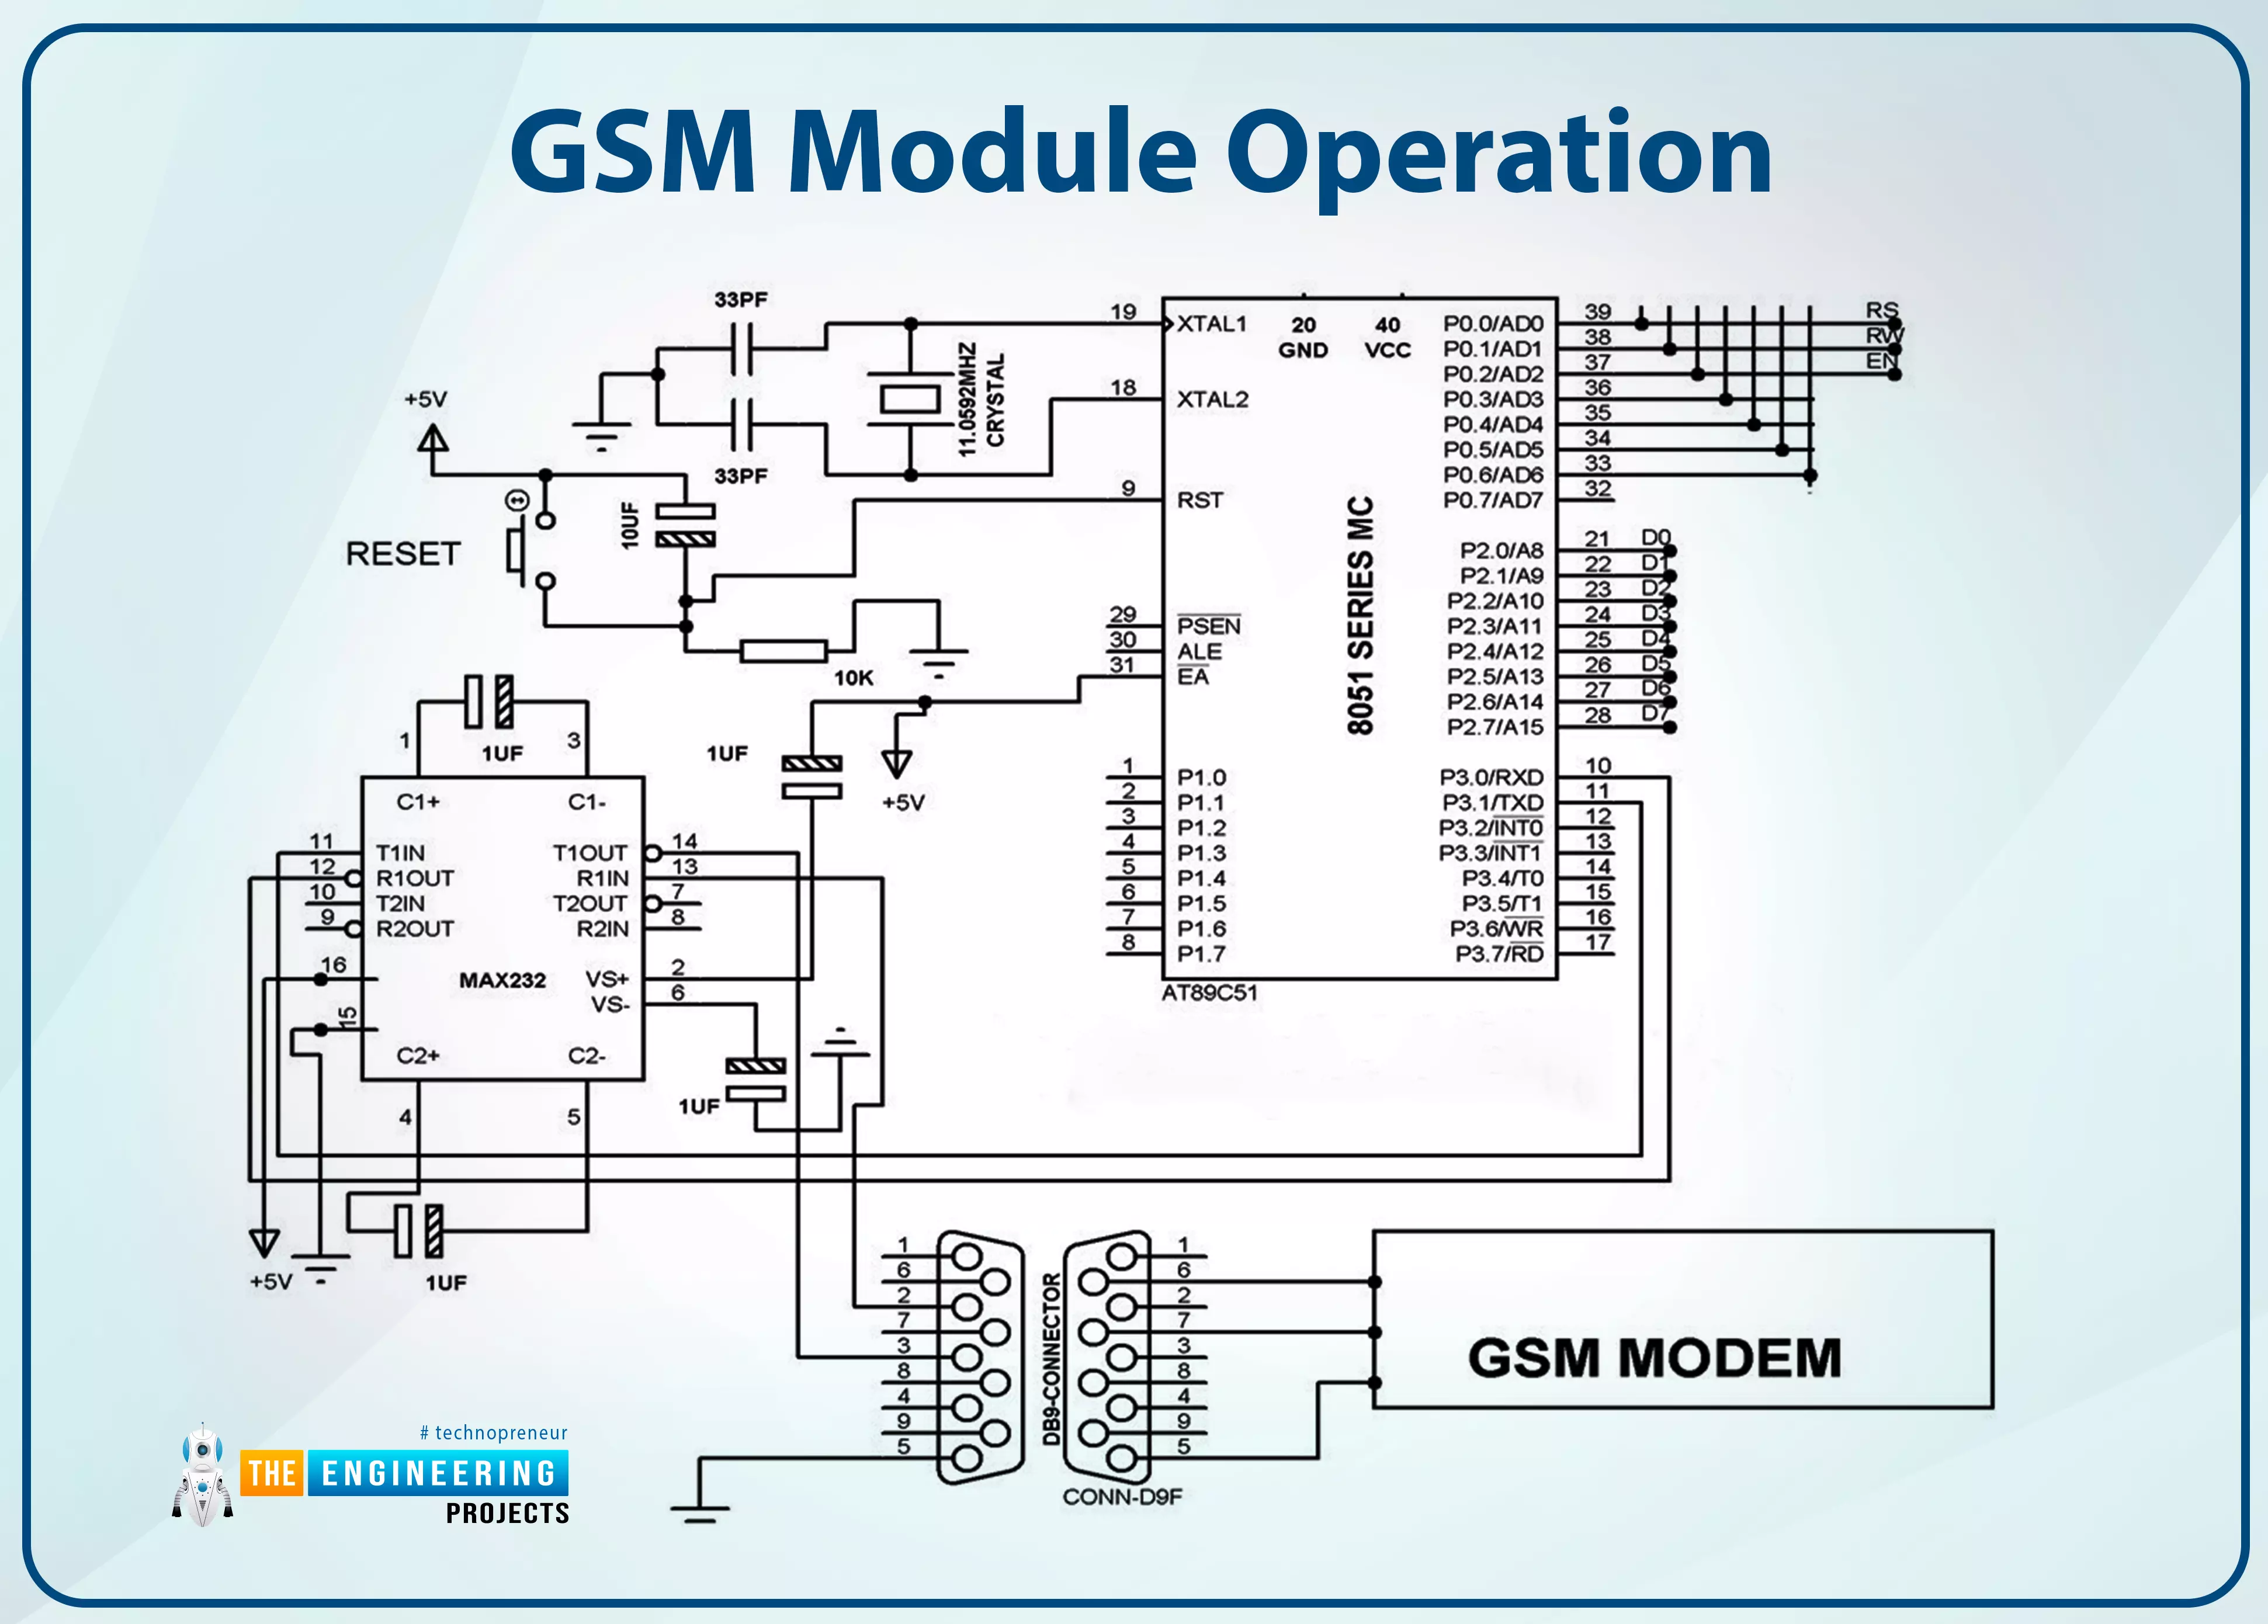 GSM Module Operation
33PF
33PF
11.0592MHZ
CRYSTAL
+5V
RESET
10UF
10K
19 XTAL1
18 XTAL2
9 RST
29 PSEN
30 ALE
31 EA
1 P1.0
2 P1.1
3 P1.2
4 P1.3
5 P1.4
6 P1.5
7 P1.6
8 P1.7
20
GND
40
VCC
8051 SERIES MC
AT89C51
P0.0/AD0 39 RS
P0.1/AD1 38 RW
P0.2/AD2 37 EN
P0.3/AD3 36
P0.4/AD4 35
P0.5/AD5 34
P0.6/AD6 33
P0.7/AD7 32
P2.0/A8 21 D0
P2.1/A9 22 D1
P2.2/A10 23 D2
P2.3/A11 24 D3
P2.4/A12 25 D4
P2.5/A13 26 D5
P2.6/A14 27 D6
P2.7/A15 28 D7
P3.0/RXD 10
P3.1/TXD 11
P3.2/INT0 12
P3.3/INT1 13
P3.4/T0 14
P3.5/T1 15
P3.6/WR 16
P3.7/RD 17
1 1UF 3
1UF
+5V
C1+ C1-
11 T1IN T1OUT 14
12 R1OUT R1IN 13
10 T2IN T2OUT 7
9 R2OUT R2IN 8
16 MAX232 VS+ 2
VS- 6
15
C2+ C2-
4 5
1UF
+5V
1UF
1 1
6 6
2 2
7 7
3 3
8 8
4 4
9 9
5 5
DB9-CONNECTOR
CONN-D9F
GSM MODEM
# technopreneur
THE ENGINEERING
PROJECTS